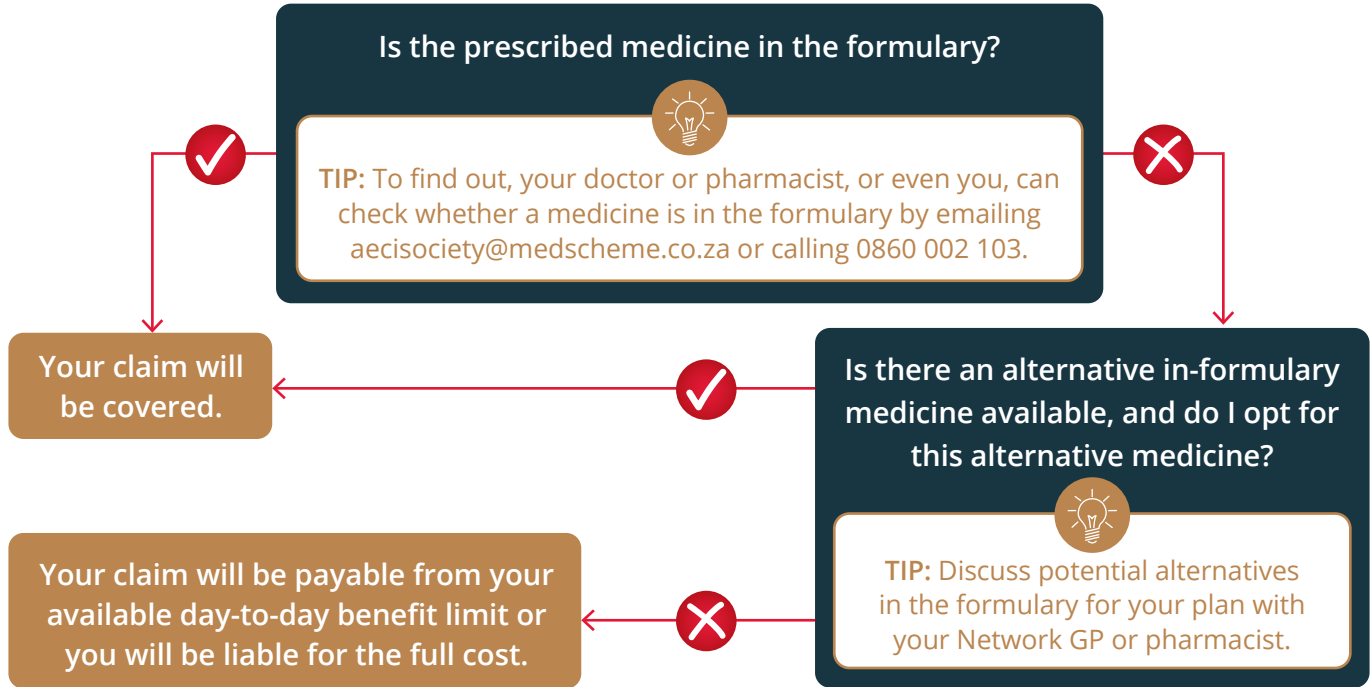 Is the prescribed medicine in the formulary?
TIP: To find out, your doctor or pharmacist, or even you, can
check whether a medicine is in the formulary by emailing
aecisociety@medscheme.co.za or calling 0860 002 103.
Your claim will
be covered.
Is there an alternative in-formulary
medicine available, and do I opt for
this alternative medicine?
TIP: Discuss potential alternatives
in the formulary for your plan with
your Network GP or pharmacist.
Your claim will be payable from your
available day-to-day benefit limit or
you will be liable for the full cost.